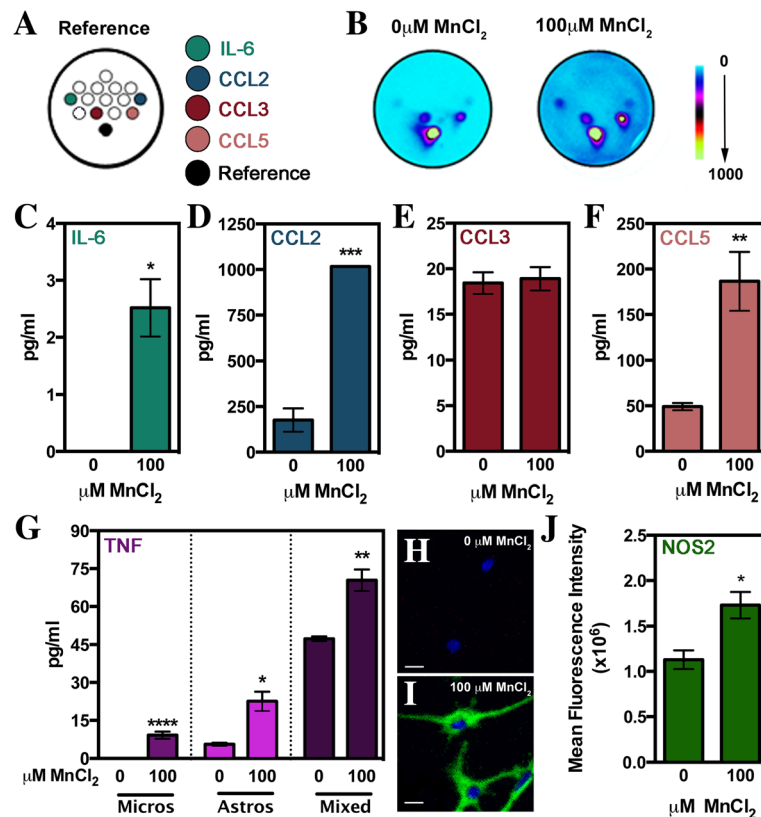 A
Reference
IL-6
CCL2
CCL3
CCL5
Reference
B
0μM MnCl₂
100μM MnCl₂
0
1000
C
IL-6
pg/ml
4
3
2
1
0
0
100
μM MnCl₂
D
CCL2
pg/ml
1250
1000
750
500
250
0
***
0
100
μM MnCl₂
E
CCL3
pg/ml
25
20
15
10
5
0
0
100
μM MnCl₂
F
CCL5
pg/ml
250
200
150
100
50
0
**
0
100
μM MnCl₂
G
TNF
pg/ml
90
75
60
45
30
15
0
****
*
**
μM MnCl₂ 0 100 0 100 0 100
Micros Astros Mixed
H
0 μM MnCl₂
I
100 μM MnCl₂
J
NOS2
Mean Fluorescence Intensity
(x10⁶)
2.5
2.0
1.5
1.0
0.5
0.0
*
0
100
μM MnCl₂